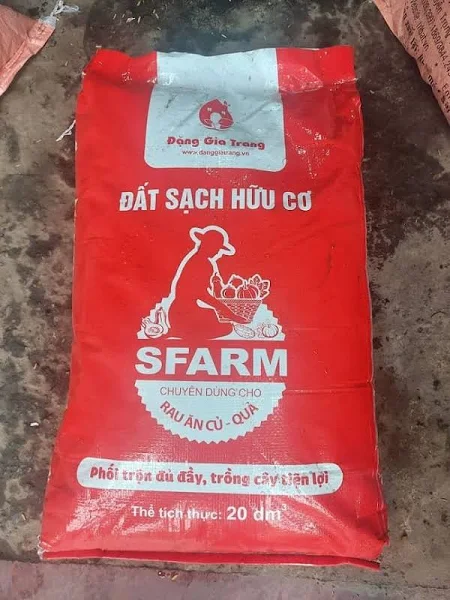 Đặng Gia Trang
www.danggiatrang.vn
ĐẤT SẠCH HỮU CƠ
SFARM
CHUYÊN DÙNG CHO
RAU ĂN CỦ - QUẢ
Phối trộn đủ đầy, trồng cây tiện lợi
Thể tích thực: 20 dm³